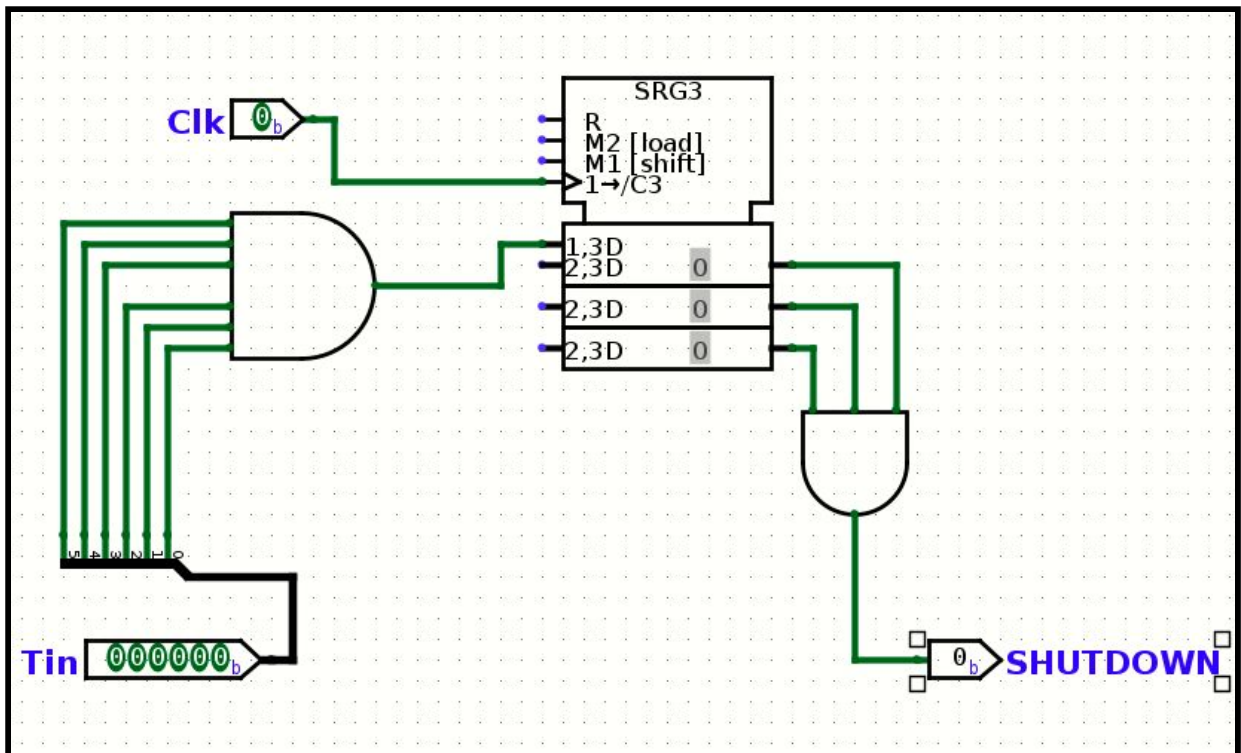 SRG3
Clk
0b
R
M2 [load]
M1 [shift]
1→/C3
1,3D
2,3D 0
2,3D 0
2,3D 0
5 4 3 2 1 0
Tin
000000b
0b
SHUTDOWN